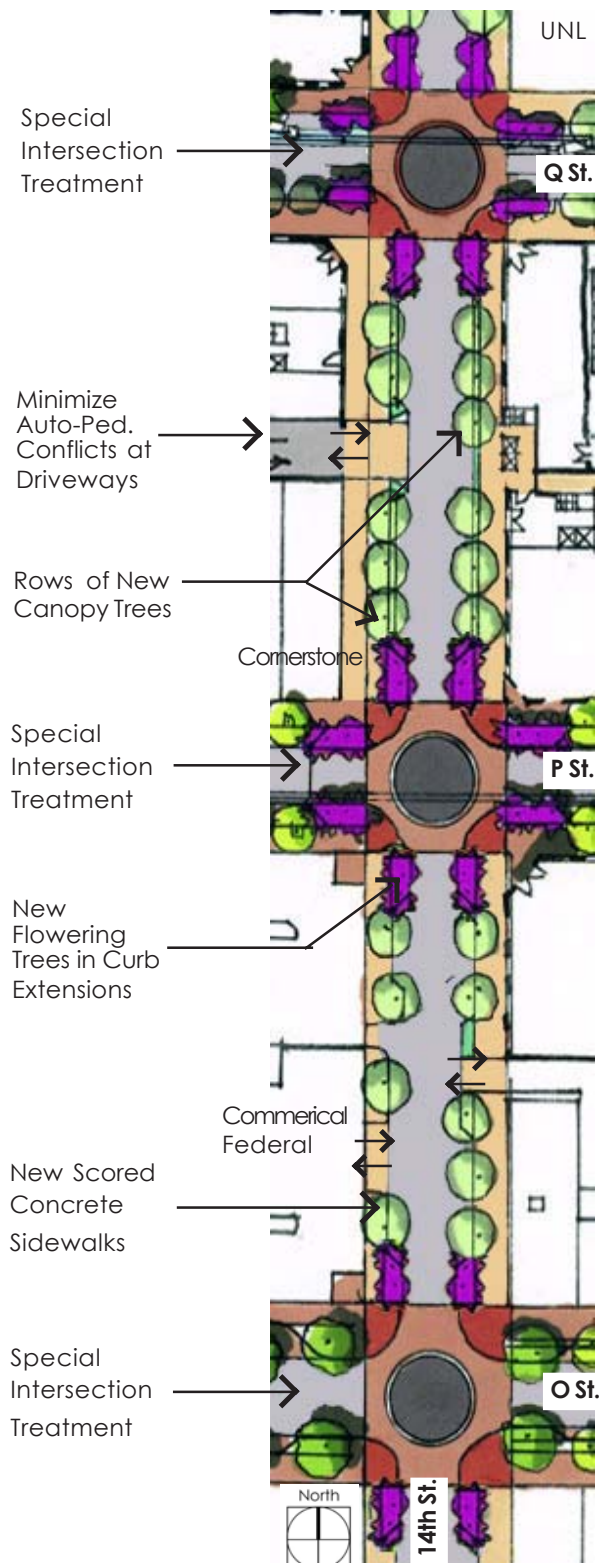 UNL
Special
Intersection
Treatment
Q St.
Minimize
Auto-Ped.
Conflicts at
Driveways
Rows of New
Canopy Trees
Cornerstone
Special
Intersection
Treatment
P St.
New
Flowering
Trees in Curb
Extensions
Commerical
Federal
New Scored
Concrete
Sidewalks
Special
Intersection
Treatment
O St.
North
14th St.